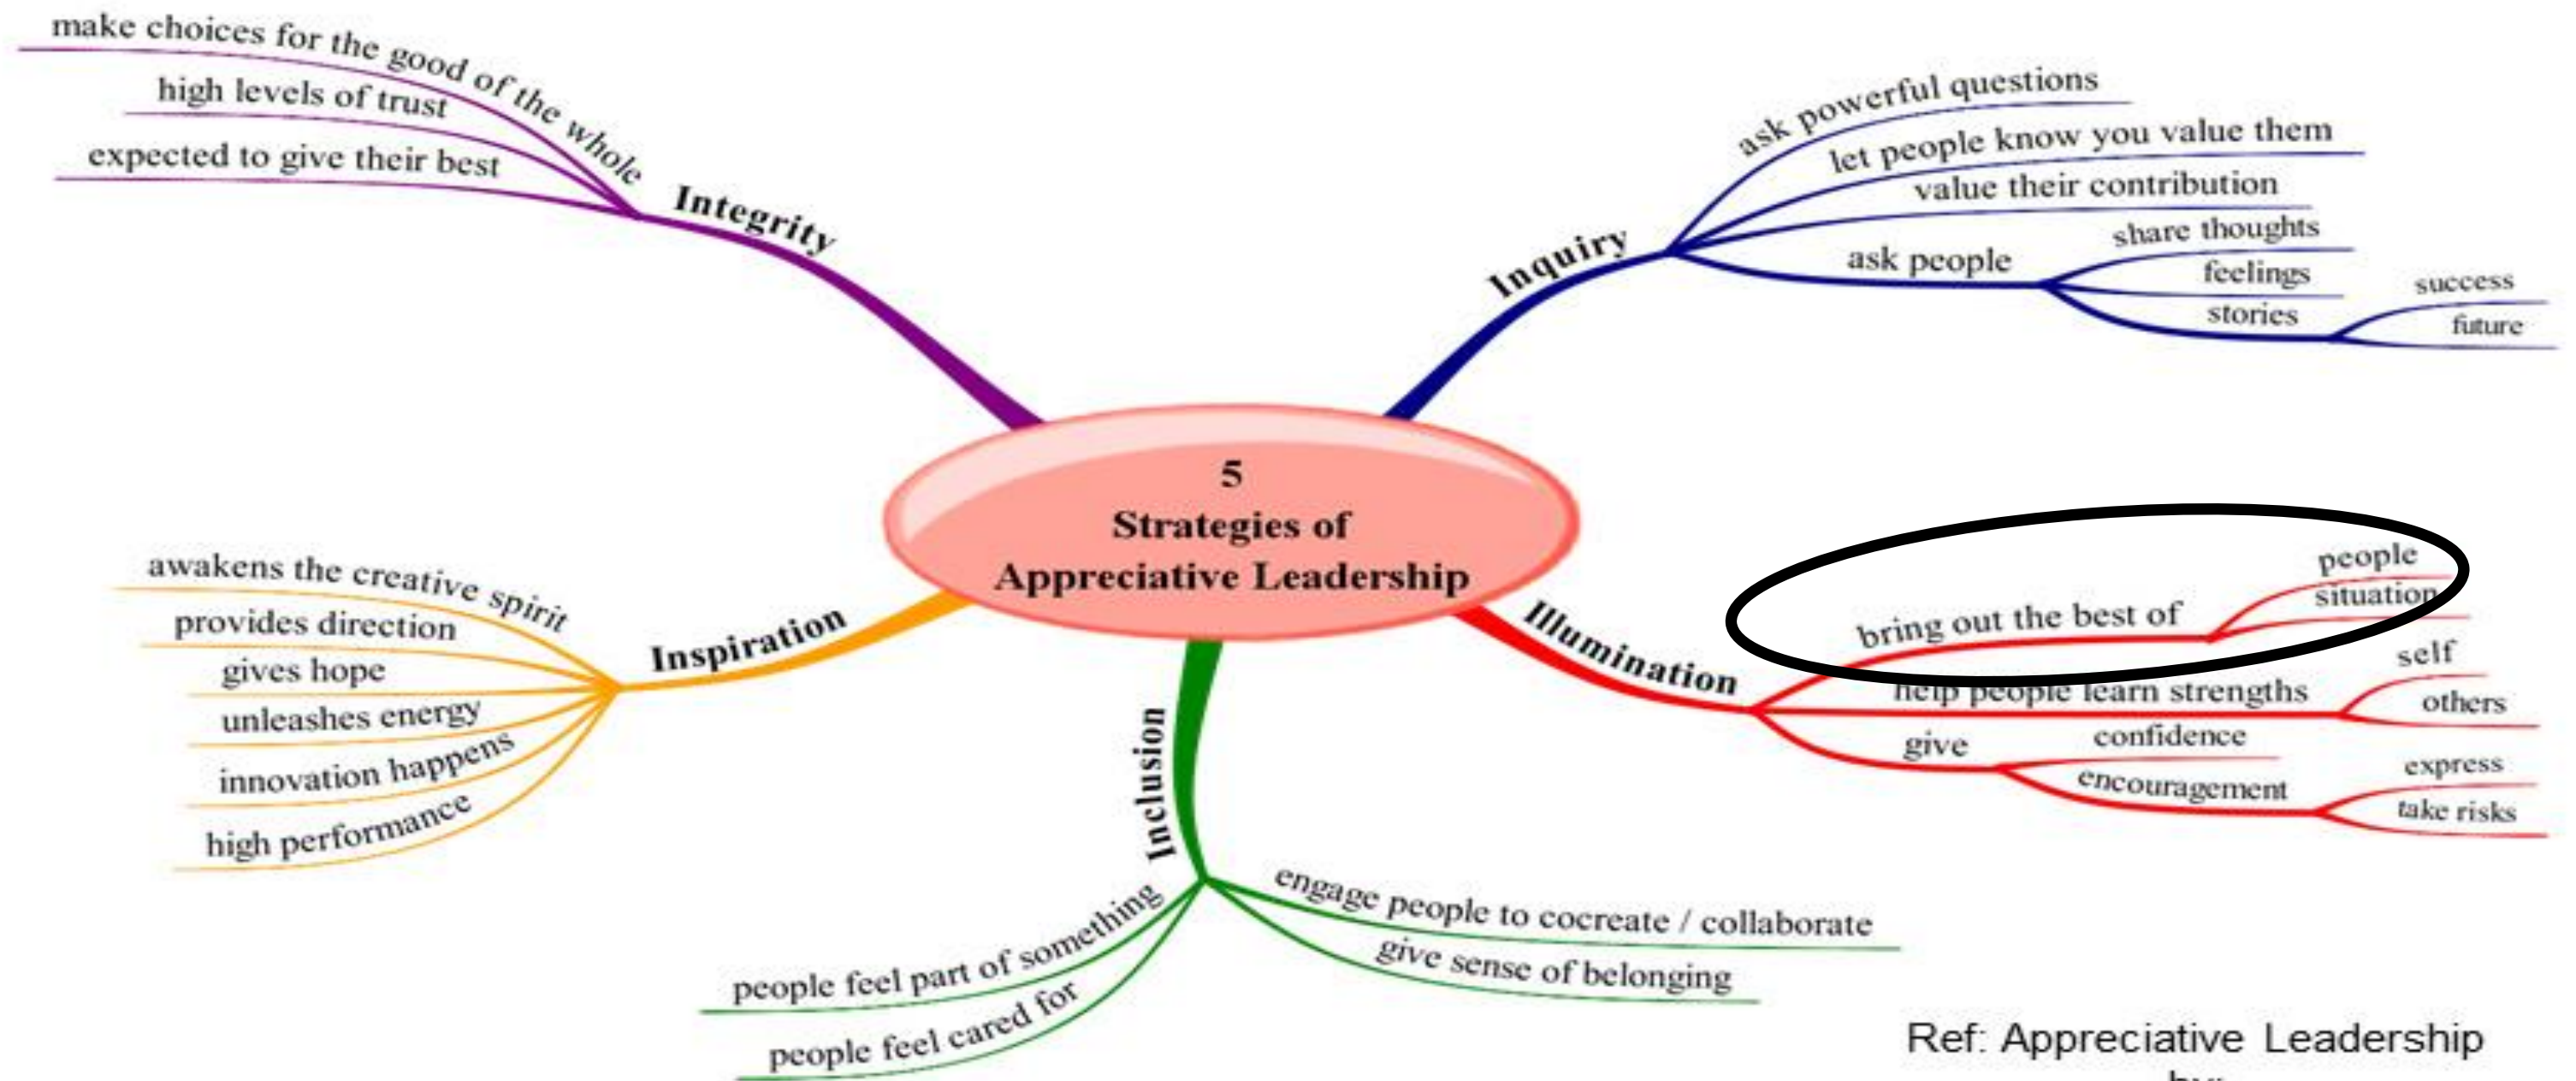 make choices for the good of the whole
high levels of trust
expected to give their best
Integrity
ask powerful questions
let people know you value them
value their contribution
Inquiry
ask people
share thoughts
feelings
stories
success
future
5
Strategies of
Appreciative Leadership
awakens the creative spirit
provides direction
gives hope
unleashes energy
innovation happens
high performance
Inspiration
Illumination
bring out the best of
people
situation
help people learn strengths
self
others
give
confidence
encouragement
express
take risks
Inclusion
people feel part of something
people feel cared for
engage people to cocreate / collaborate
give sense of belonging
Ref: Appreciative Leadership